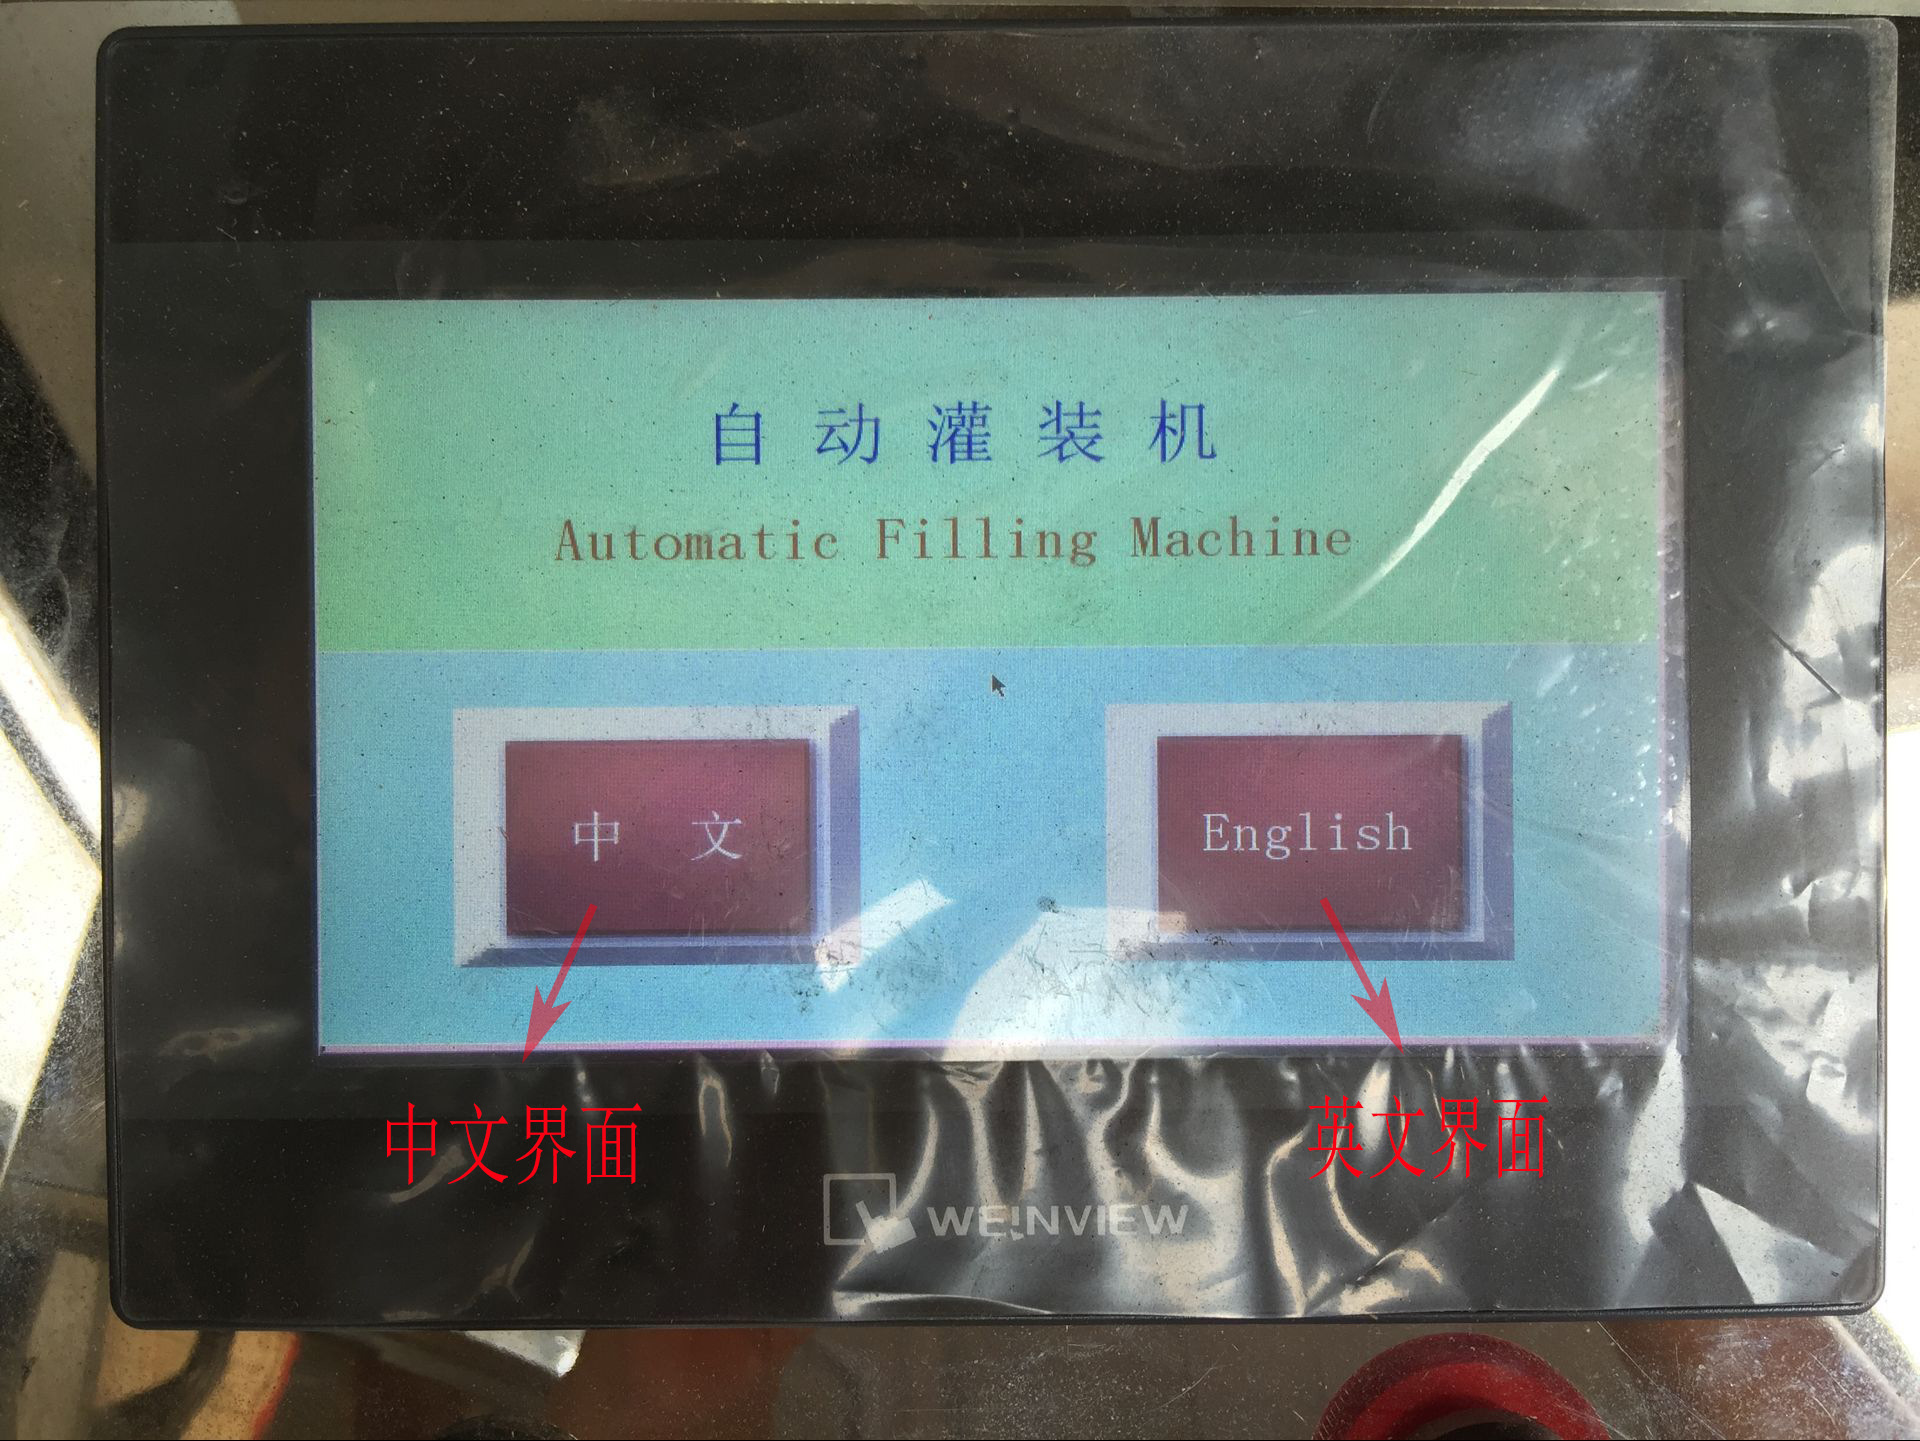 自动灌装机
Automatic Filling Machine
中 文
English
中文界面
英文界面
WEINVIEW